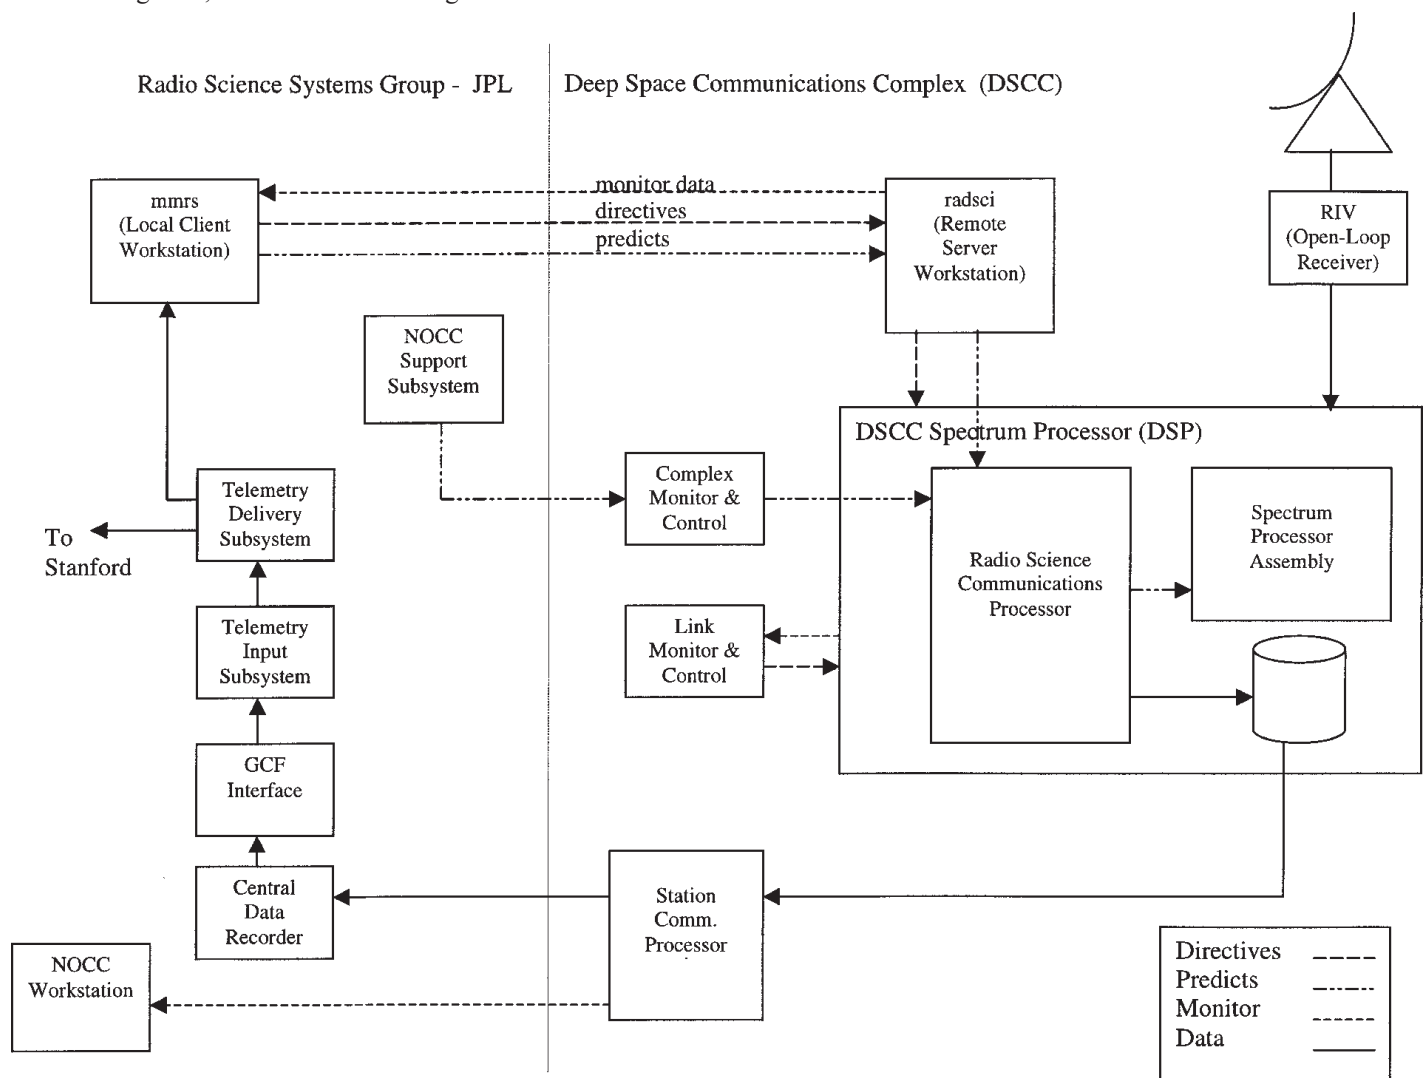 Radio Science Systems Group - JPL
Deep Space Communications Complex (DSCC)
mmrs
(Local Client
Workstation)
monitor data
directives
predicts
radsci
(Remote
Server
Workstation)
RIV
(Open-Loop
Receiver)
NOCC
Support
Subsystem
DSCC Spectrum Processor (DSP)
Complex
Monitor &
Control
Telemetry
Delivery
Subsystem
To
Stanford
Spectrum
Processor
Assembly
Radio Science
Communications
Processor
Telemetry
Input
Subsystem
Link
Monitor &
Control
GCF
Interface
Central
Data
Recorder
Station
Comm.
Processor
NOCC
Workstation
Directives
Predicts
Monitor
Data